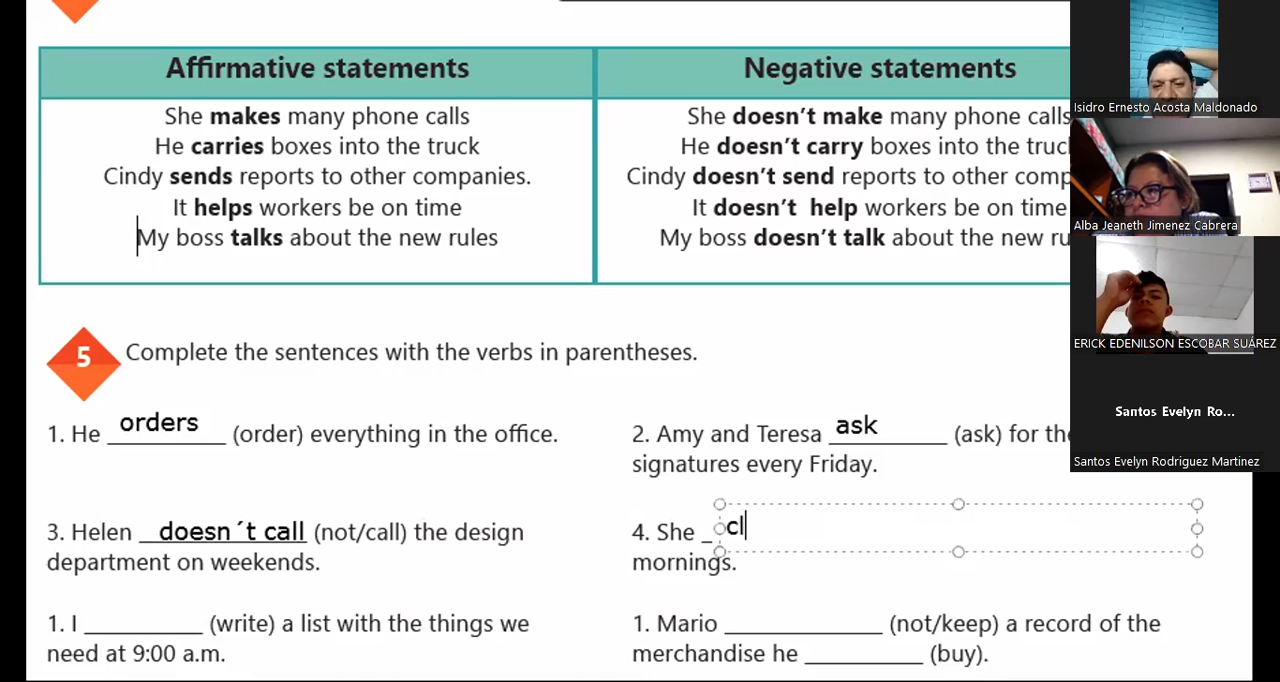 Affirmative statements
She makes many phone calls
He carries boxes into the truck
Cindy sends reports to other companies.
It helps workers be on time
My boss talks about the new rules
Negative statements
She doesn’t make many phone calls
He doesn’t carry boxes into the truc
Cindy doesn’t send reports to other comp
It doesn’t help workers be on time
My boss doesn’t talk about the new ru
5 Complete the sentences with the verbs in parentheses.
1. He orders (order) everything in the office.
2. Amy and Teresa ask (ask) for the
signatures every Friday.
3. Helen doesn´t call (not/call) the design
department on weekends.
4. She _ cl
mornings.
1. I __________ (write) a list with the things we
need at 9:00 a.m.
1. Mario _____________ (not/keep) a record of the
merchandise he __________ (buy).
Isidro Ernesto Acosta Maldonado
Alba Jeaneth Jimenez Cabrera
ERICK EDENILSON ESCOBAR SUÁREZ
Santos Evelyn Ro...
Santos Evelyn Rodriguez Martinez